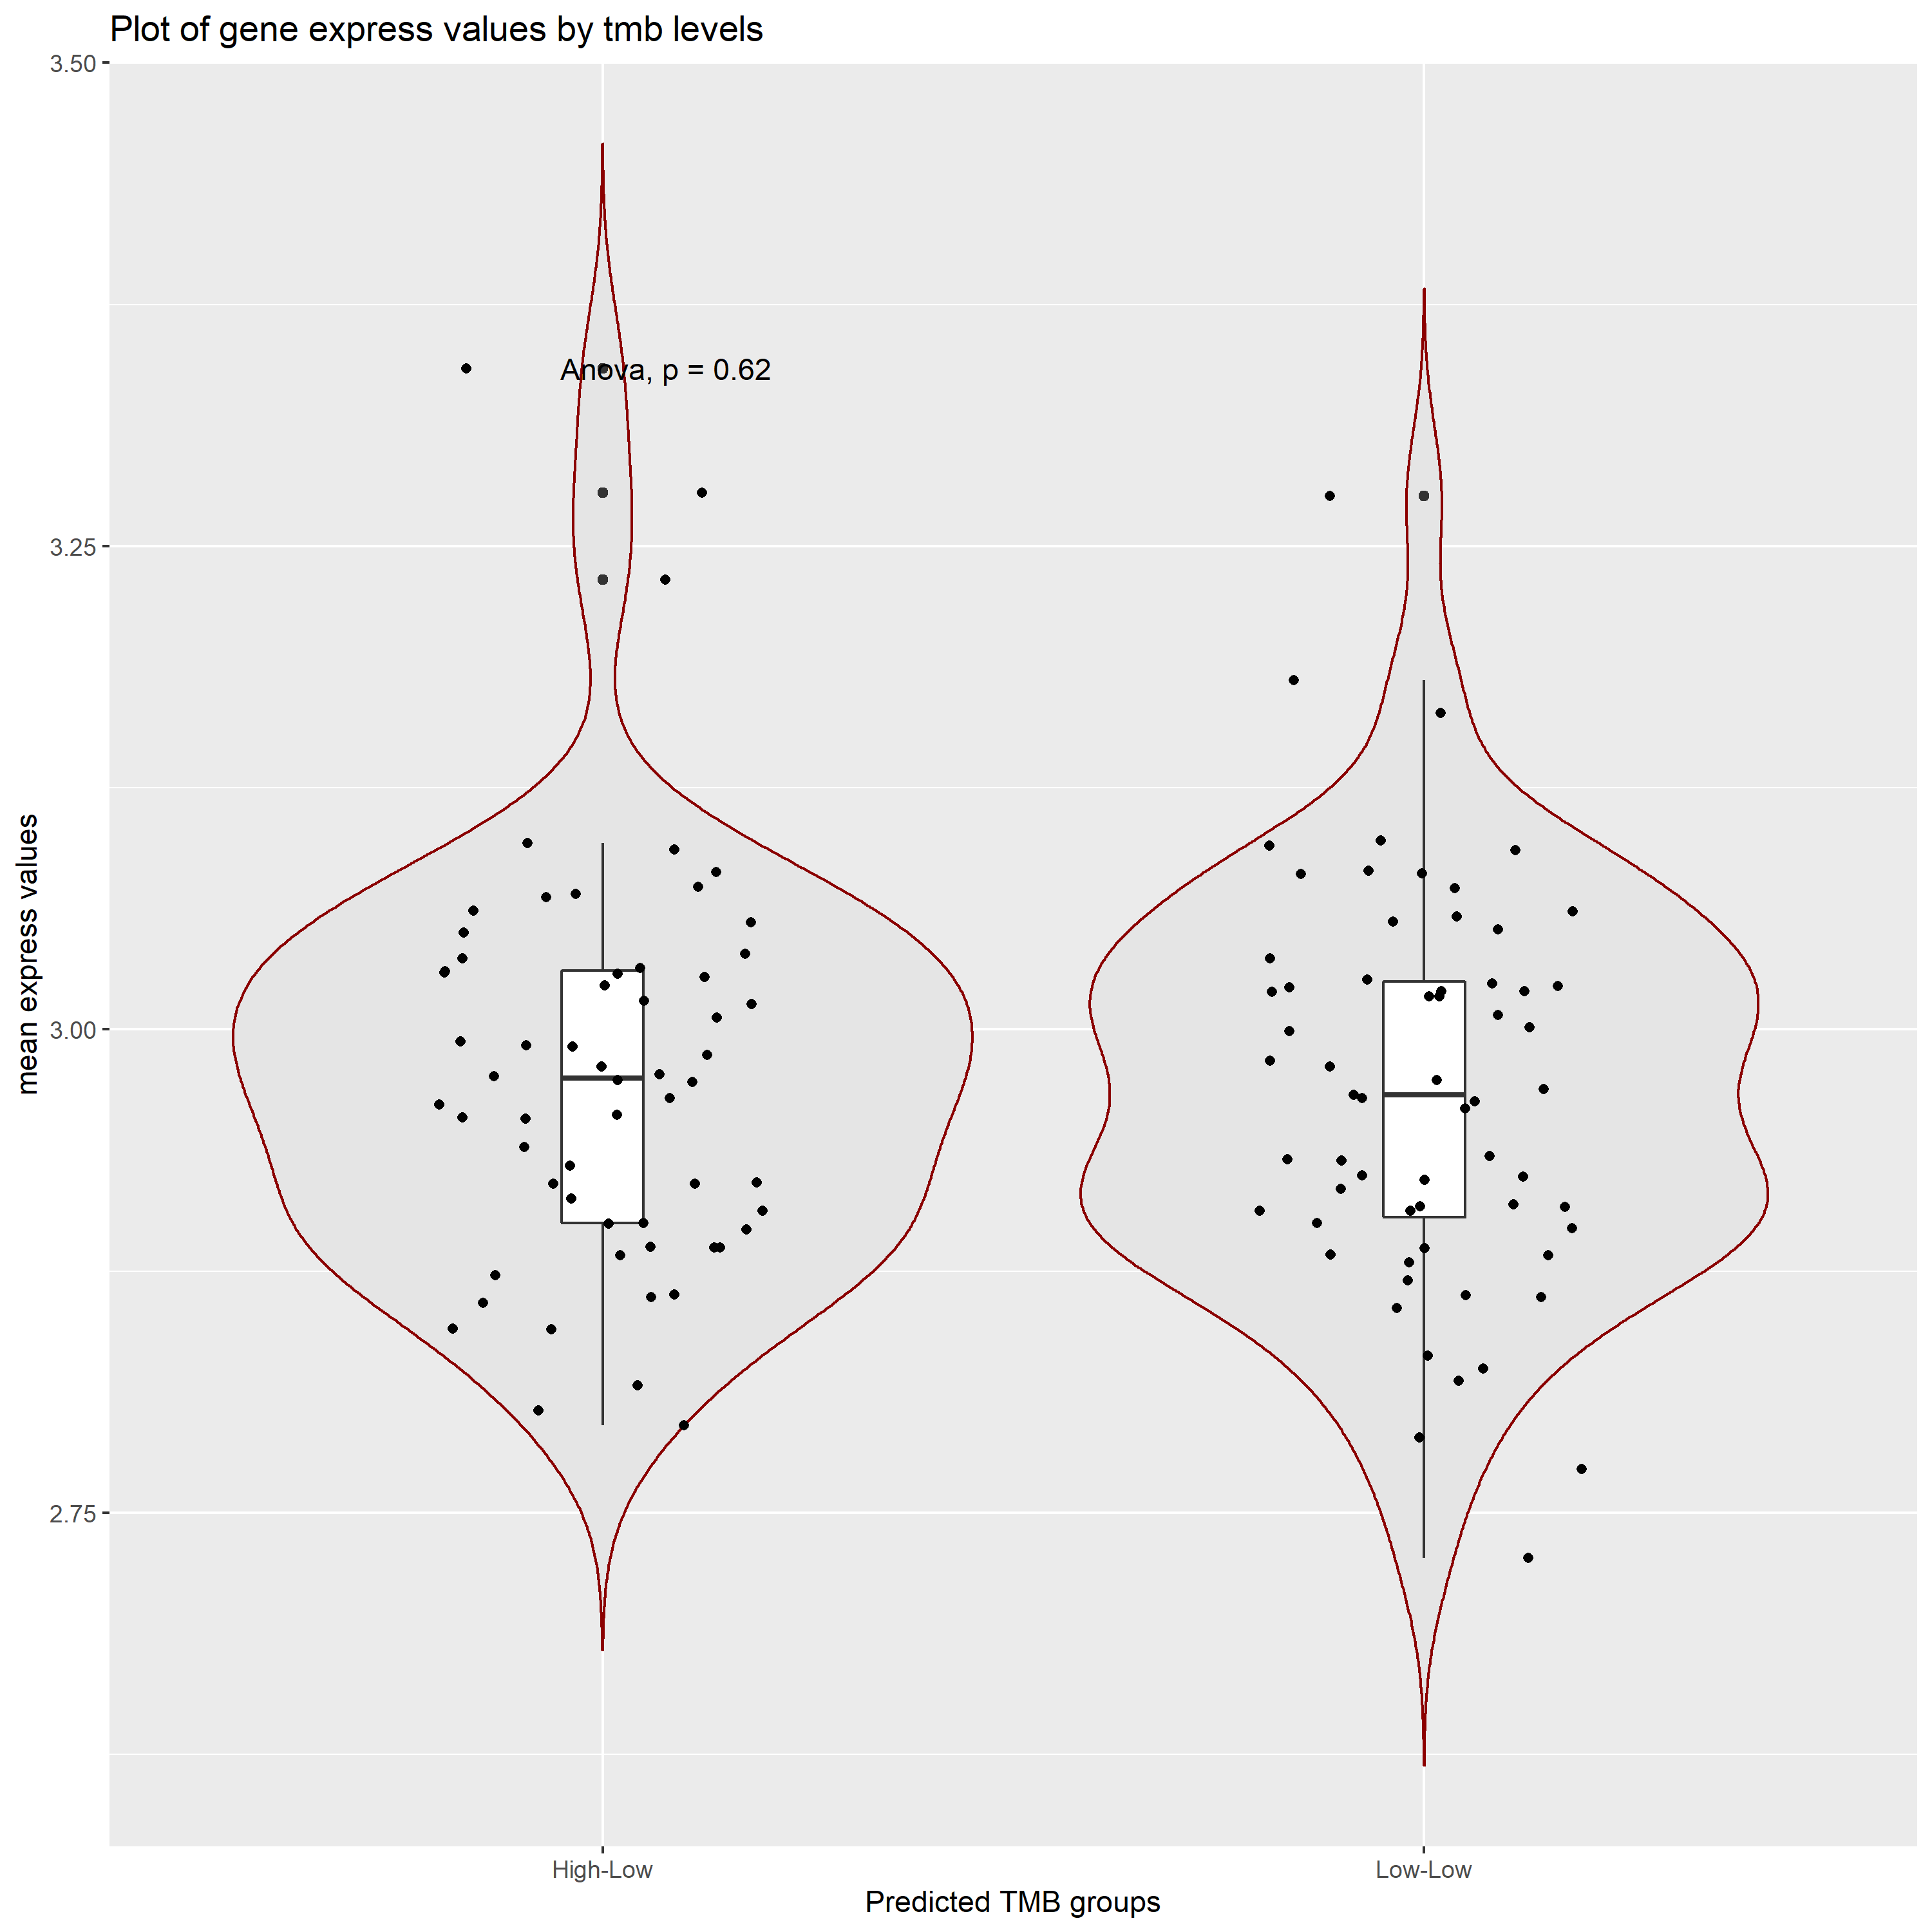 Plot of gene express values by tmb levels
3.50
Anova, p = 0.62
3.25
mean express values
3.00
2.75
High-Low
Low-Low
Predicted TMB groups